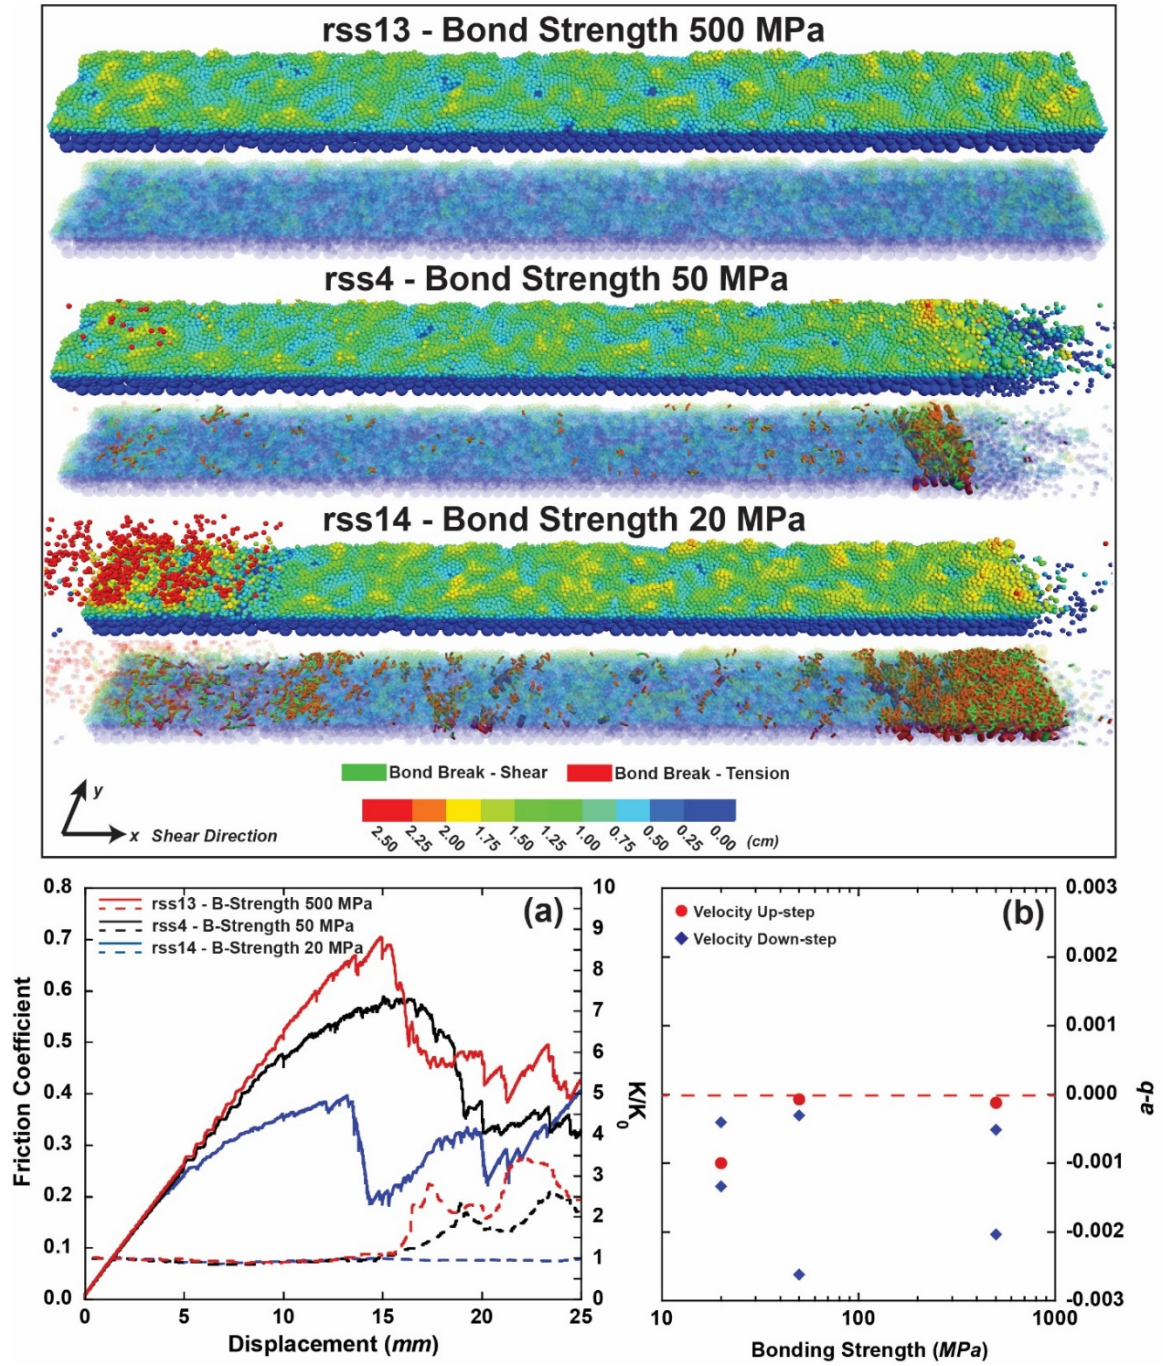 rss13 - Bond Strength 500 MPa
rss4 - Bond Strength 50 MPa
rss14 - Bond Strength 20 MPa
Bond Break - Shear
Bond Break - Tension
y
x Shear Direction
2.50 2.25 2.00 1.75 1.50 1.25 1.00 0.75 0.50 0.25 0.00 (cm)
(a)
rss13 - B-Strength 500 MPa
rss4 - B-Strength 50 MPa
rss14 - B-Strength 20 MPa
Friction Coefficient
0.8
0.7
0.6
0.5
0.4
0.3
0.2
0.1
0.0
0 5 10 15 20 25
Displacement (mm)
10
9
8
7
6
5
4
3
2
1
0
K/K0
(b)
Velocity Up-step
Velocity Down-step
0.003
0.002
0.001
0.000
-0.001
-0.002
-0.003
a-b
10 100 1000
Bonding Strength (MPa)